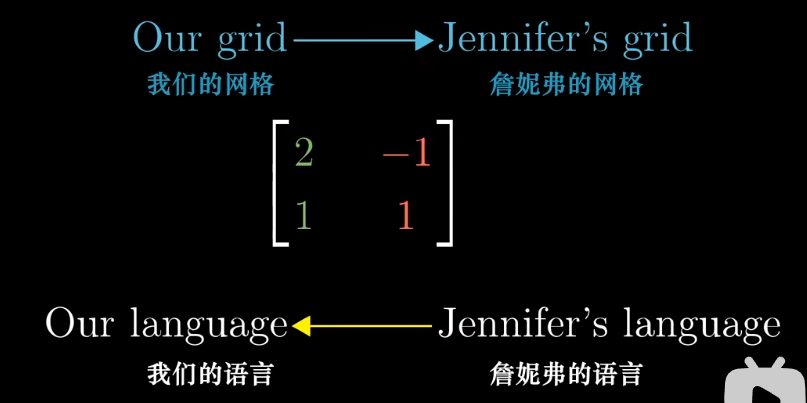 Our grid Jennifer's grid
我们的网格 詹妮弗的网格
2 −1
1 1
Our language Jennifer's language
我们的语言 詹妮弗的语言